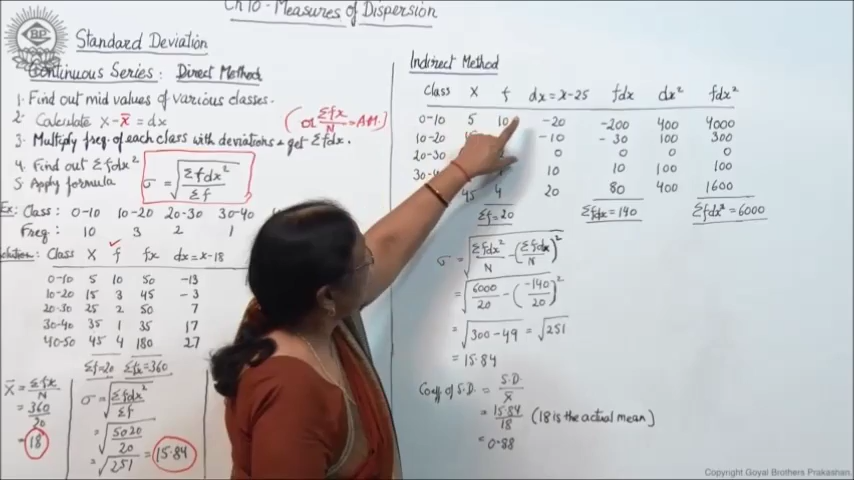 Ch 10 - Measures of Dispersion
BP
Standard Deviation
Continuous Series: Direct Method
1. Find out mid values of various classes.
2. Calculate X-X̄ = dx
(or Σfx/N = A.M.)
3. Multiply freq. of each class with deviations & get Σfdx.
4. Find out Σfdx²
5. Apply formula
σ = √(Σfdx²/Σf)
Ex: Class: 0-10 10-20 20-30 30-40
Freq: 10 3 2 1
Solution: Class X f fx dx = x-18
0-10 5 10 50 -13
10-20 15 3 45 -3
20-30 25 2 50 7
30-40 35 1 35 17
40-50 45 4 180 27
Σf=20 Σfx=360
X̄ = Σfx/N
= 360/20
= 18
σ = √(Σfdx²/Σf)
= √(5020/20)
= √251 = 15.84
Indirect Method
Class X f dx = x-25 fdx dx² fdx²
0-10 5 10 -20 -200 400 4000
10-20 -10 -30 100 300
20-30 0 0 0 0
10 10 100 100
45 4 20 80 400 1600
Σf=20 Σfdx=140 Σfdx²=6000
σ = √(Σfdx²/N - (Σfdx/N)²)
= √(6000/20 - (-140/20)²)
= √(300-49) = √251
= 15.84
Coeff of S.D. = S.D./X̄
= 15.84/18 (18 is the actual mean)
= 0.88
Copyright Goyal Brothers Prakashan.